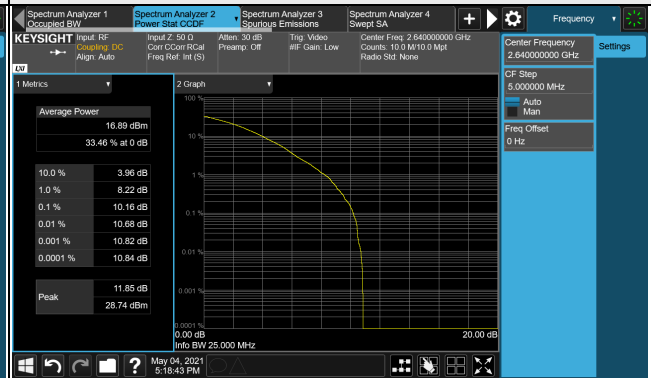 Spectrum Analyzer 1
Occupied BW
Spectrum Analyzer 2
Power Stat CCDF
Spectrum Analyzer 3
Spurious Emissions
Spectrum Analyzer 4
Swept SA
Frequency
KEYSIGHT
Input: RF
Coupling: DC
Align: Auto
Input Z: 50 Ω
Corr CCorr RCal
Freq Ref: Int (S)
Atten: 30 dB
Preamp: Off
Trig: Video
#IF Gain: Low
Center Freq: 2.640000000 GHz
Counts: 10.0 M/10.0 Mpt
Radio Std: None
LXI
Center Frequency
2.640000000 GHz
Settings
CF Step
5.000000 MHz
Auto
Man
Freq Offset
0 Hz
1 Metrics
Average Power
16.89 dBm
33.46 % at 0 dB
10.0 % 3.96 dB
1.0 % 8.22 dB
0.1 % 10.16 dB
0.01 % 10.68 dB
0.001 % 10.82 dB
0.0001 % 10.84 dB
Peak
11.85 dB
28.74 dBm
2 Graph
100 %
10 %
1 %
0.1 %
0.01 %
0.001 %
0.0001 %
0.00 dB
20.00 dB
Info BW 25.000 MHz
?
May 04, 2021
5:18:43 PM